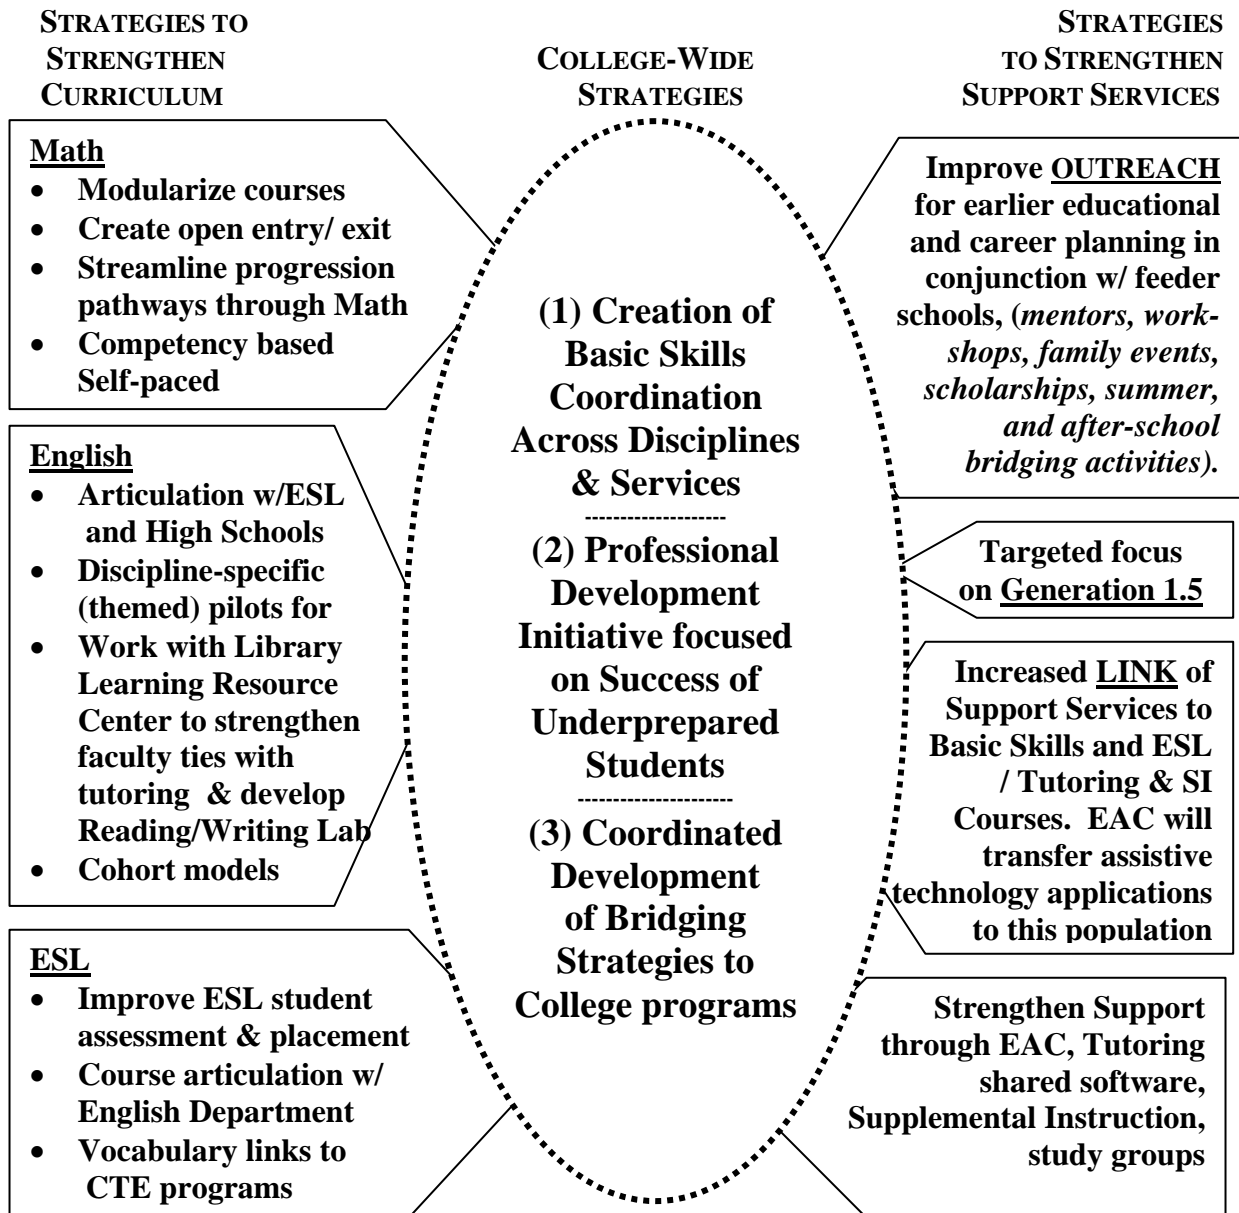 STRATEGIES TO
STRENGTHEN
CURRICULUM
COLLEGE-WIDE
STRATEGIES
STRATEGIES
TO STRENGTHEN
SUPPORT SERVICES
Math
• Modularize courses
• Create open entry/ exit
• Streamline progression
pathways through Math
• Competency based
Self-paced
English
• Articulation w/ESL
and High Schools
• Discipline-specific
(themed) pilots for
• Work with Library
Learning Resource
Center to strengthen
faculty ties with
tutoring & develop
Reading/Writing Lab
• Cohort models
ESL
• Improve ESL student
assessment & placement
• Course articulation w/
English Department
• Vocabulary links to
CTE programs
(1) Creation of
Basic Skills
Coordination
Across Disciplines
& Services
--------------------
(2) Professional
Development
Initiative focused
on Success of
Underprepared
Students
----------------------
(3) Coordinated
Development
of Bridging
Strategies to
College programs
Improve OUTREACH
for earlier educational
and career planning in
conjunction w/ feeder
schools, (mentors, work-
shops, family events,
scholarships, summer,
and after-school
bridging activities).
Targeted focus
on Generation 1.5
Increased LINK of
Support Services to
Basic Skills and ESL
/ Tutoring & SI
Courses. EAC will
transfer assistive
technology applications
to this population
Strengthen Support
through EAC, Tutoring
shared software,
Supplemental Instruction,
study groups